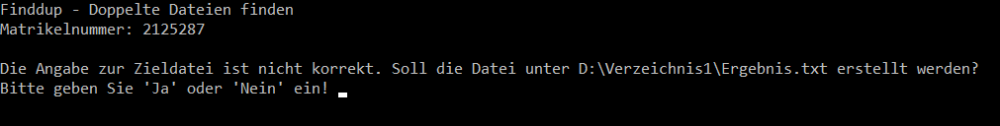 Finddup - Doppelte Dateien finden
Matrikelnummer: 2125287
Die Angabe zur Zieldatei ist nicht korrekt. Soll die Datei unter D:\Verzeichnis1\Ergebnis.txt erstellt werden?
Bitte geben Sie 'Ja' oder 'Nein' ein!